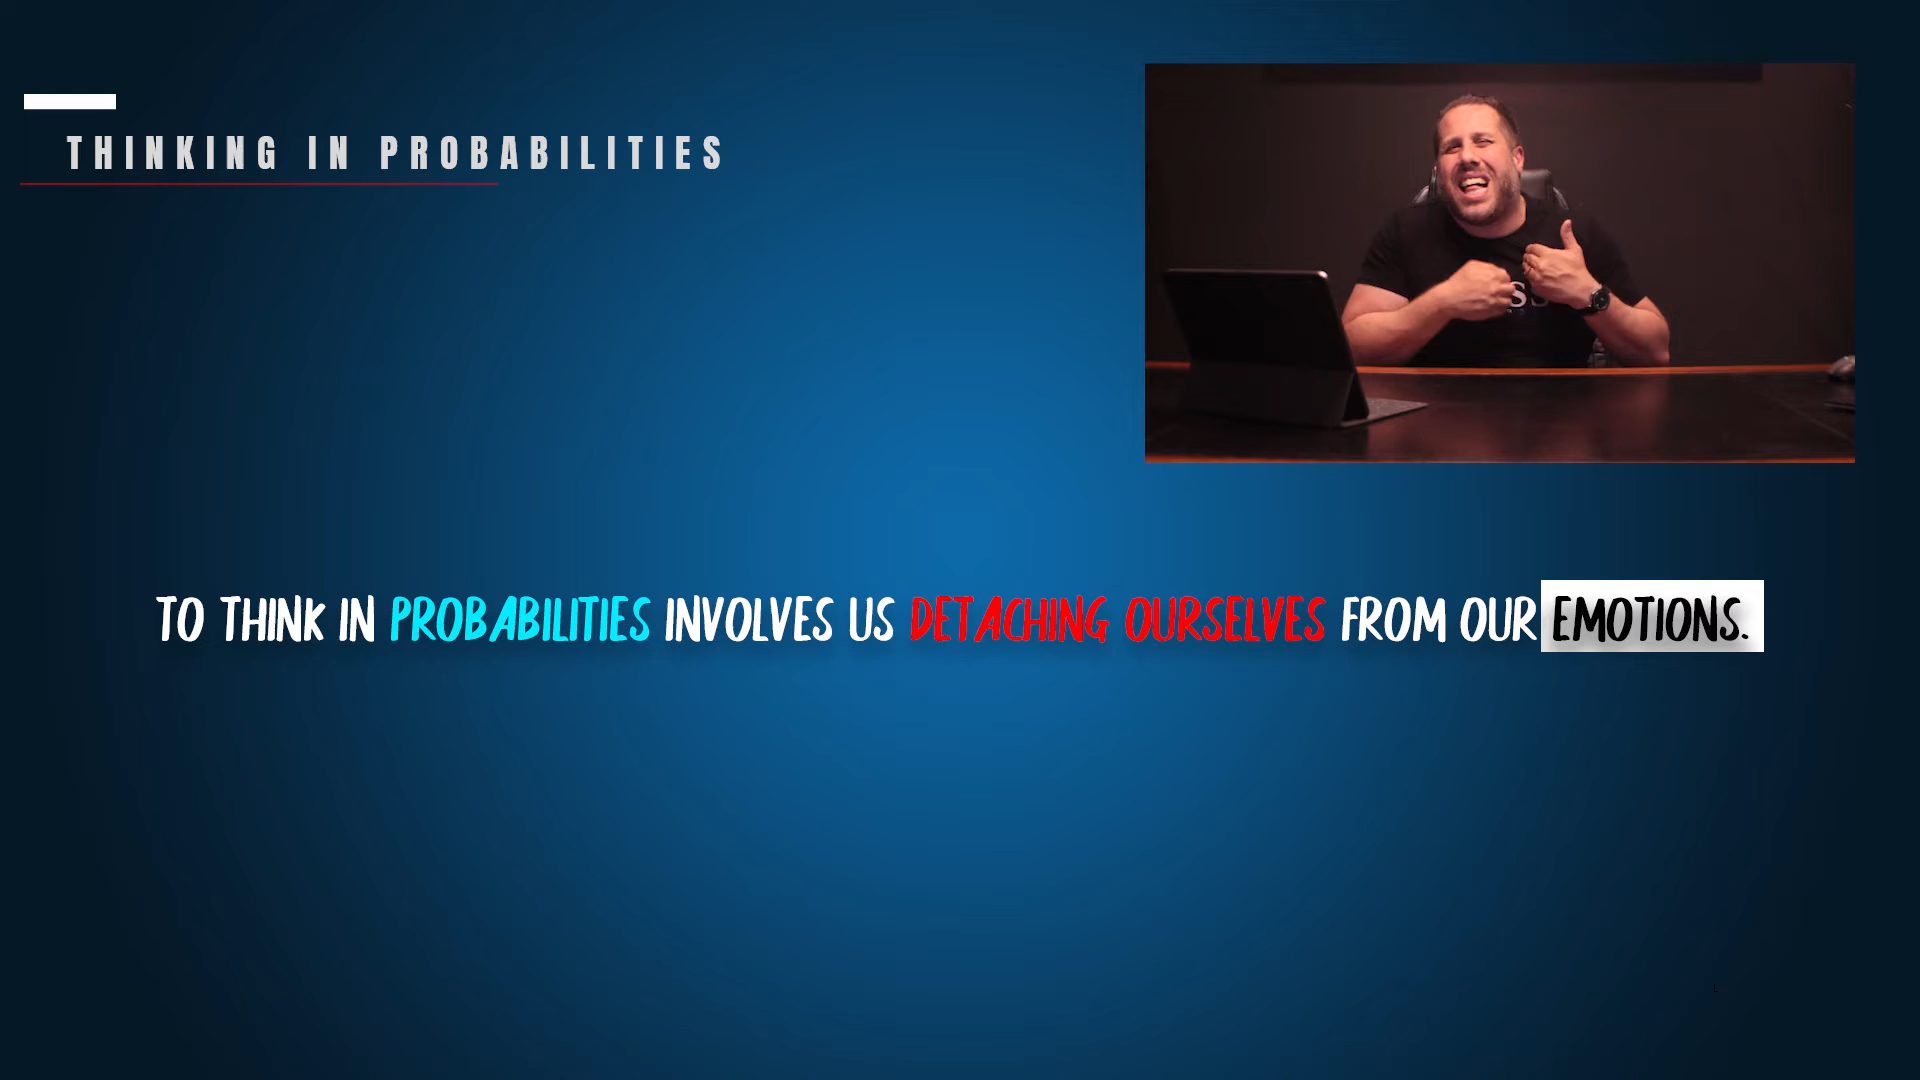 THINKING IN PROBABILITIES
TO THINK IN PROBABILITIES INVOLVES US DETACHING OURSELVES FROM OUR EMOTIONS.